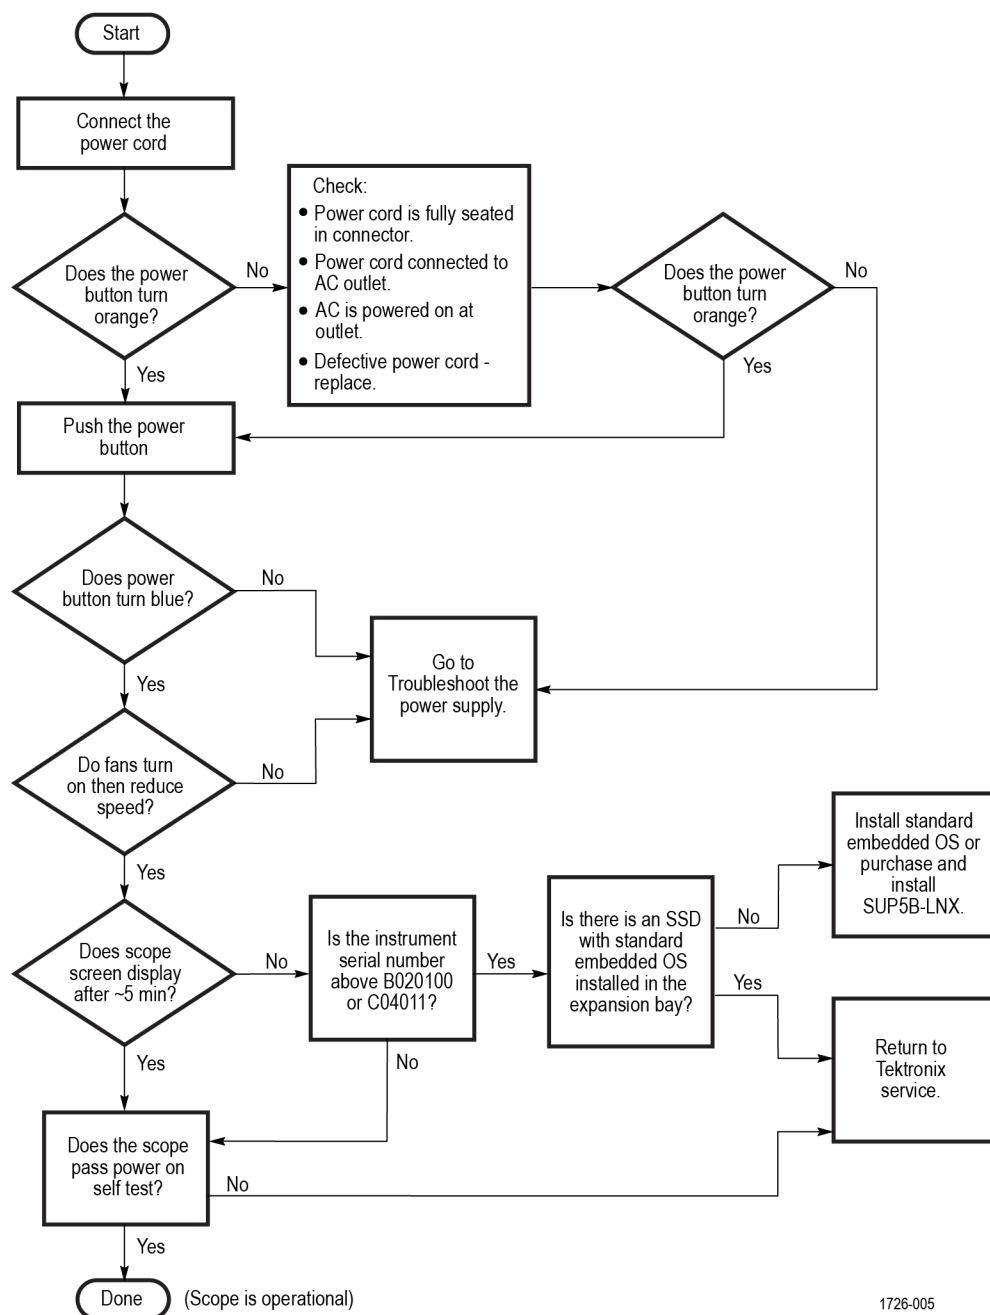 Start
Connect the
power cord
Does the power
button turn
orange?
No
Check:
• Power cord is fully seated
in connector.
• Power cord connected to
AC outlet.
• AC is powered on at
outlet.
• Defective power cord -
replace.
Does the power
button turn
orange?
No
Yes
Yes
Push the power
button
Does power
button turn blue?
No
Go to
Troubleshoot the
power supply.
Yes
Do fans turn
on then reduce
speed?
No
Yes
Does scope
screen display
after ~5 min?
No
Is the instrument
serial number
above B020100
or C04011?
Yes
Is there is an SSD
with standard
embedded OS
installed in the
expansion bay?
No
Install standard
embedded OS or
purchase and
install
SUP5B-LNX.
Yes
Return to
Tektronix
service.
No
Yes
Does the scope
pass power on
self test?
No
Yes
Done
(Scope is operational)
1726-005